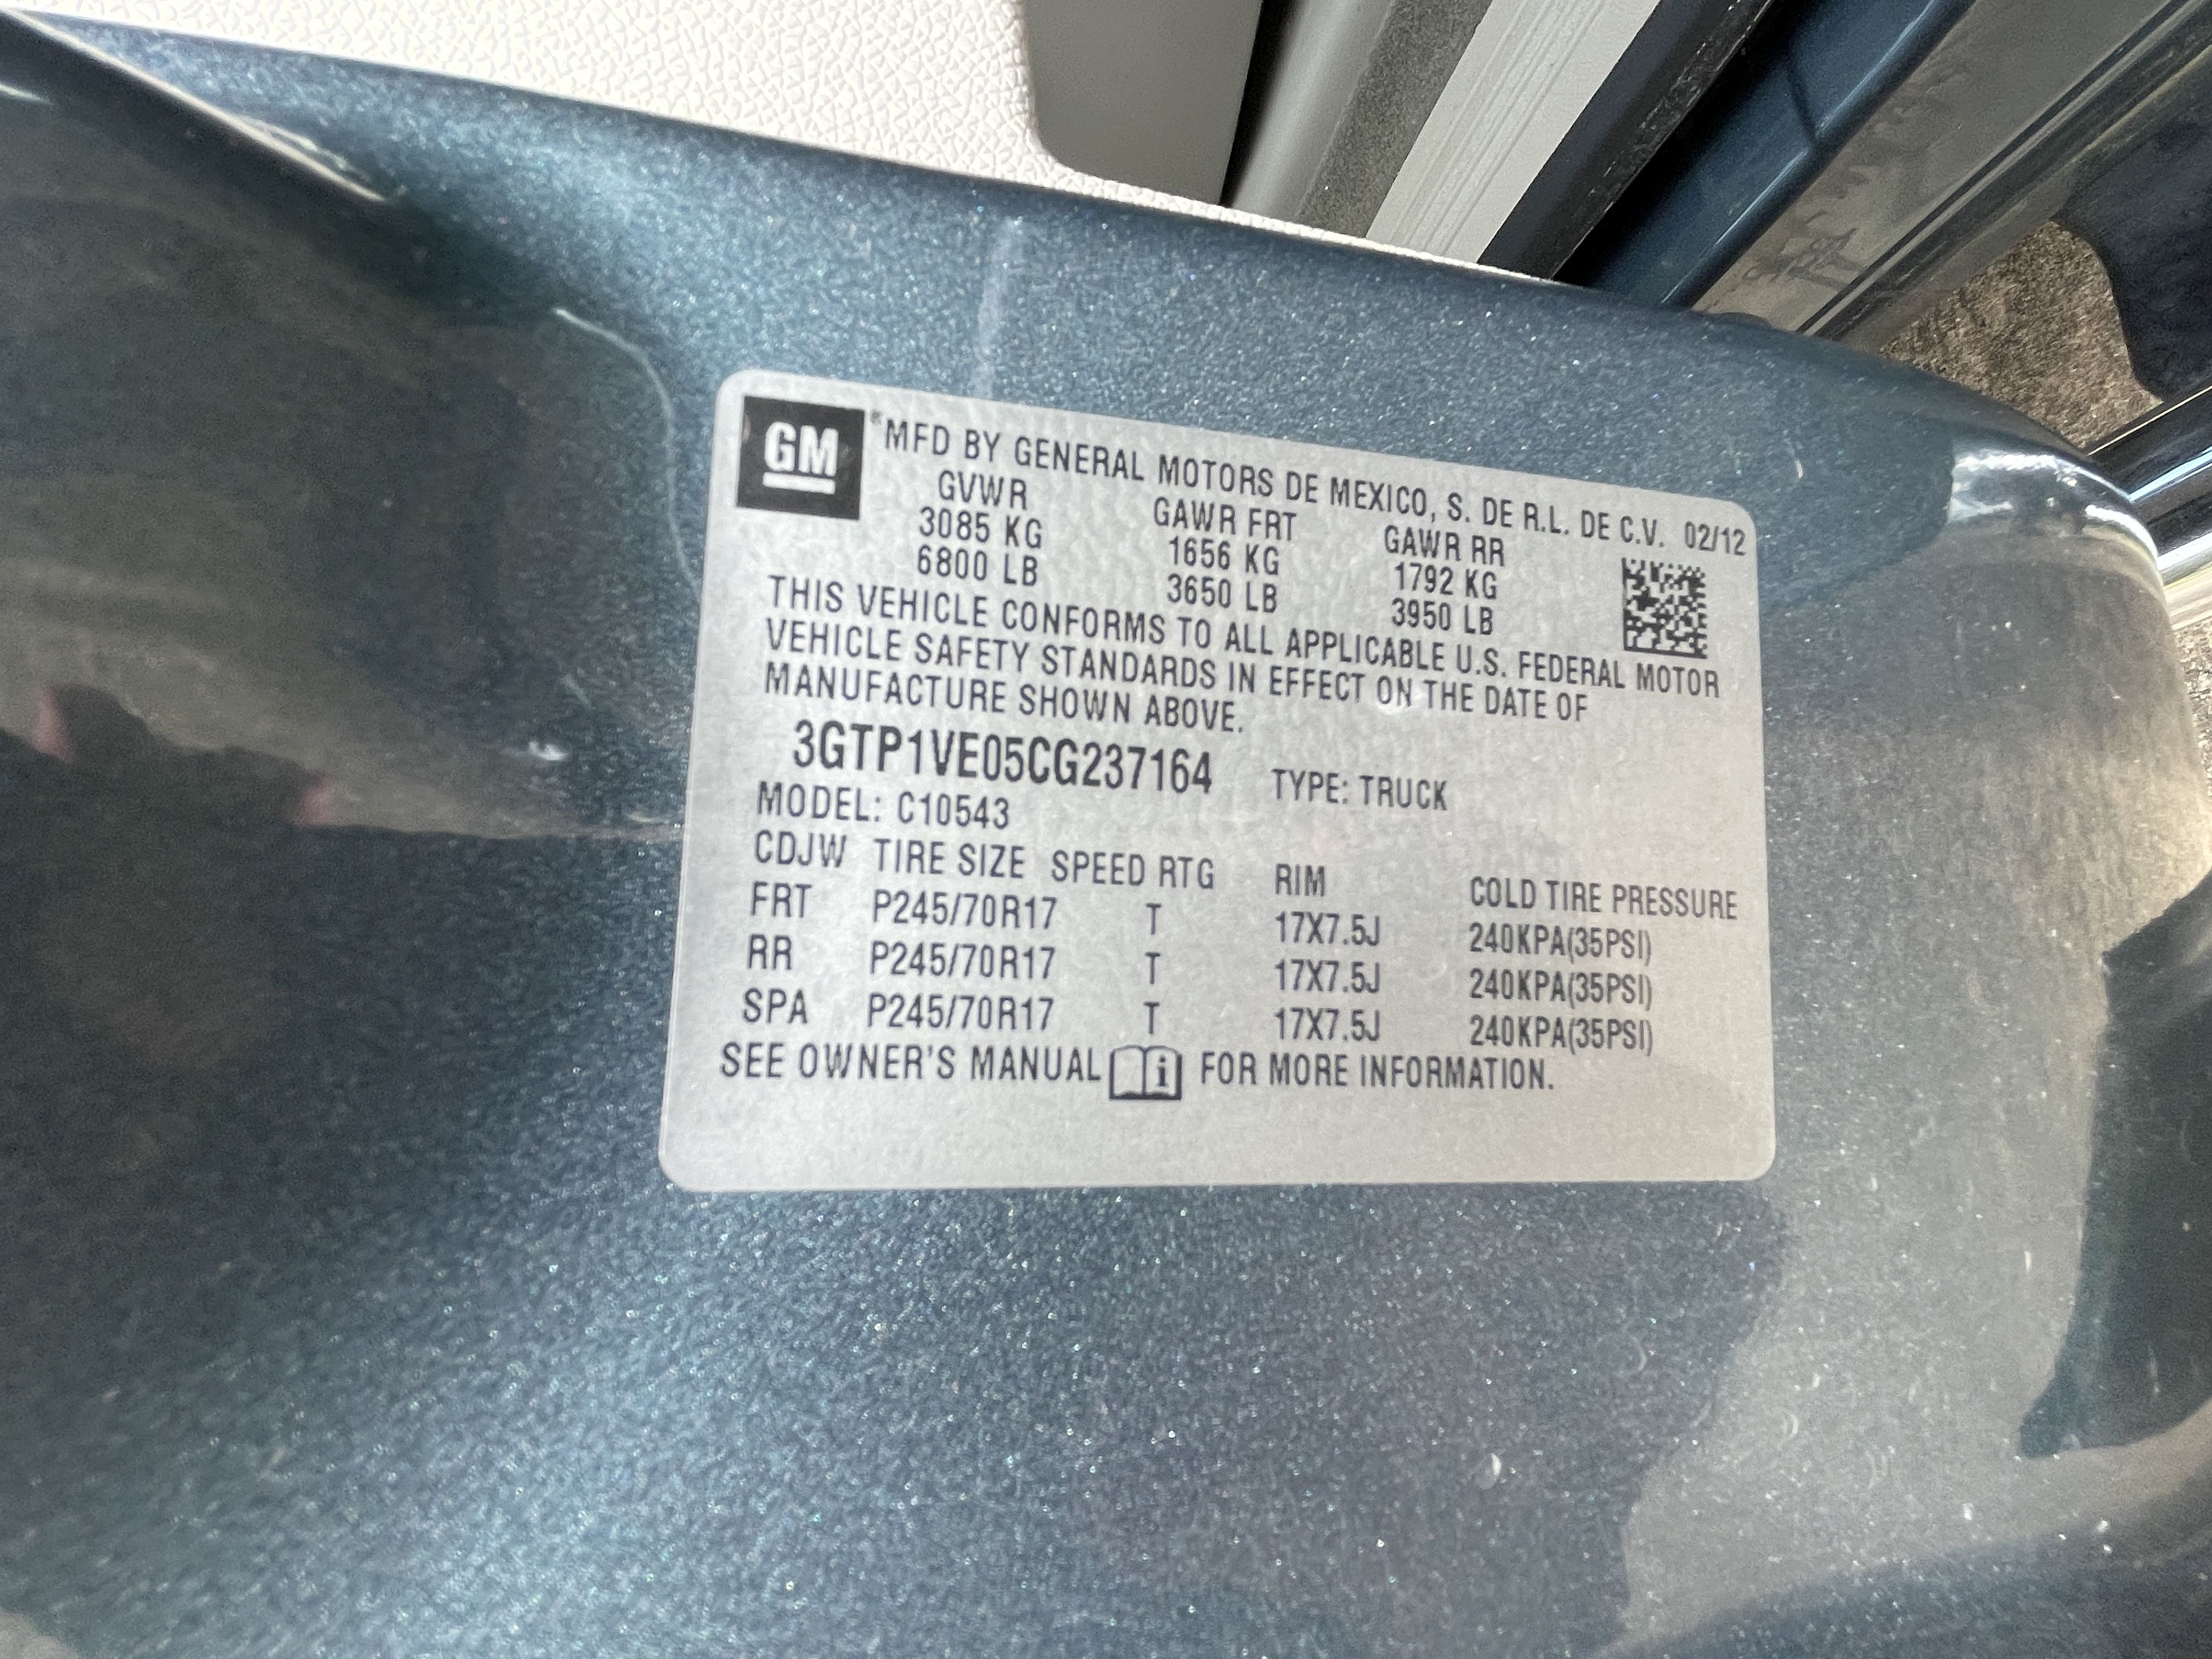 GM ® MFD BY GENERAL MOTORS DE MEXICO, S. DE R.L. DE C.V. 02/12
GVWR GAWR FRT GAWR RR
3085 KG 1656 KG 1792 KG
6800 LB 3650 LB 3950 LB
THIS VEHICLE CONFORMS TO ALL APPLICABLE U.S. FEDERAL MOTOR
VEHICLE SAFETY STANDARDS IN EFFECT ON THE DATE OF
MANUFACTURE SHOWN ABOVE.
3GTP1VE05CG237164 TYPE: TRUCK
MODEL: C10543
CDJW TIRE SIZE SPEED RTG RIM COLD TIRE PRESSURE
FRT P245/70R17 T 17X7.5J 240KPA(35PSI)
RR P245/70R17 T 17X7.5J 240KPA(35PSI)
SPA P245/70R17 T 17X7.5J 240KPA(35PSI)
SEE OWNER'S MANUAL i FOR MORE INFORMATION.